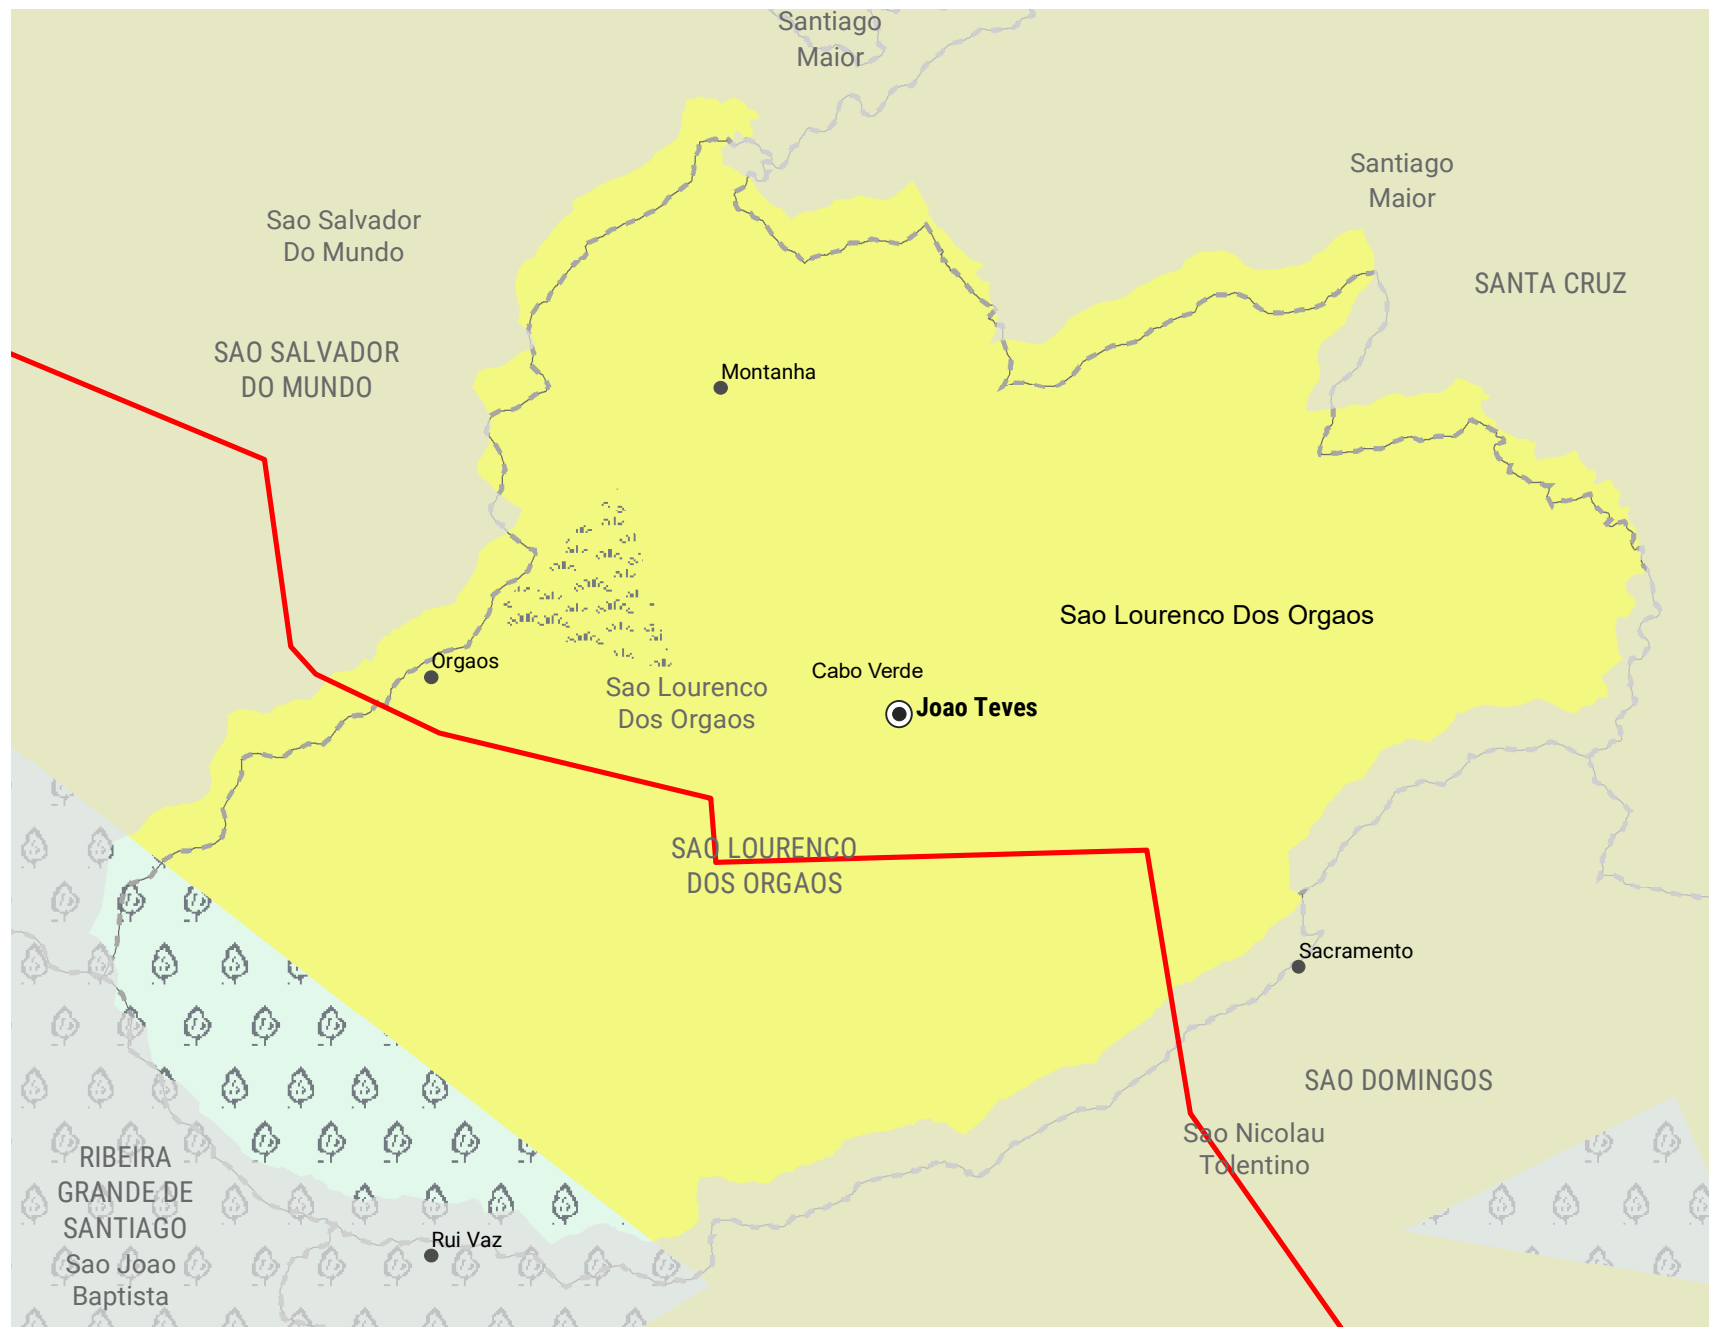 Santiago
Maior
Santiago
Maior
Sao Salvador
Do Mundo
SANTA CRUZ
SAO SALVADOR
DO MUNDO
Montanha
Sao Lourenco Dos Orgaos
Orgaos
Cabo Verde
Sao Lourenco
Dos Orgaos
Joao Teves
SAO LOURENCO
DOS ORGAOS
Sacramento
SAO DOMINGOS
Sao Nicolau
Tolentino
RIBEIRA
GRANDE DE
SANTIAGO
Rui Vaz
Sao Joao
Baptista